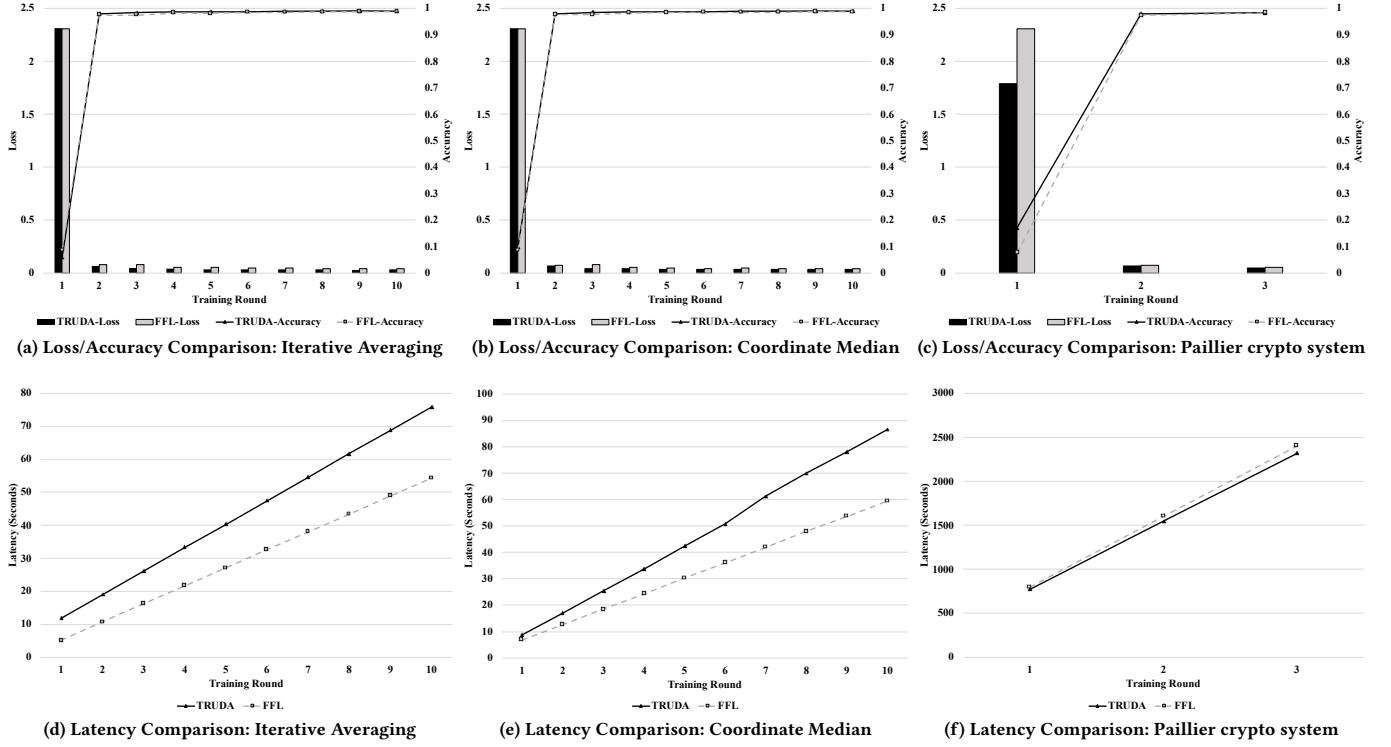 2.5
2
1.5
1
0.5
0
Loss
1
0.9
0.8
0.7
0.6
0.5
0.4
0.3
0.2
0.1
0
Accuracy
1 2 3 4 5 6 7 8 9 10
Training Round
TRUDA-Loss FFL-Loss TRUDA-Accuracy FFL-Accuracy
(a) Loss/Accuracy Comparison: Iterative Averaging
2.5
2
1.5
1
0.5
0
Loss
1
0.9
0.8
0.7
0.6
0.5
0.4
0.3
0.2
0.1
0
Accuracy
1 2 3 4 5 6 7 8 9 10
Training Round
TRUDA-Loss FFL-Loss TRUDA-Accuracy FFL-Accuracy
(b) Loss/Accuracy Comparison: Coordinate Median
2.5
2
1.5
1
0.5
0
Loss
1
0.9
0.8
0.7
0.6
0.5
0.4
0.3
0.2
0.1
0
Accuracy
1 2 3
Training Round
TRUDA-Loss FFL-Loss TRUDA-Accuracy FFL-Accuracy
(c) Loss/Accuracy Comparison: Paillier crypto system
80
70
60
50
40
30
20
10
0
Latency (Seconds)
1 2 3 4 5 6 7 8 9 10
Training Round
TRUDA FFL
(d) Latency Comparison: Iterative Averaging
100
90
80
70
60
50
40
30
20
10
0
Latency (Seconds)
1 2 3 4 5 6 7 8 9 10
Training Round
TRUDA FFL
(e) Latency Comparison: Coordinate Median
3000
2500
2000
1500
1000
500
0
Latency (Seconds)
1 2 3
Training Round
TRUDA FFL
(f) Latency Comparison: Paillier crypto system